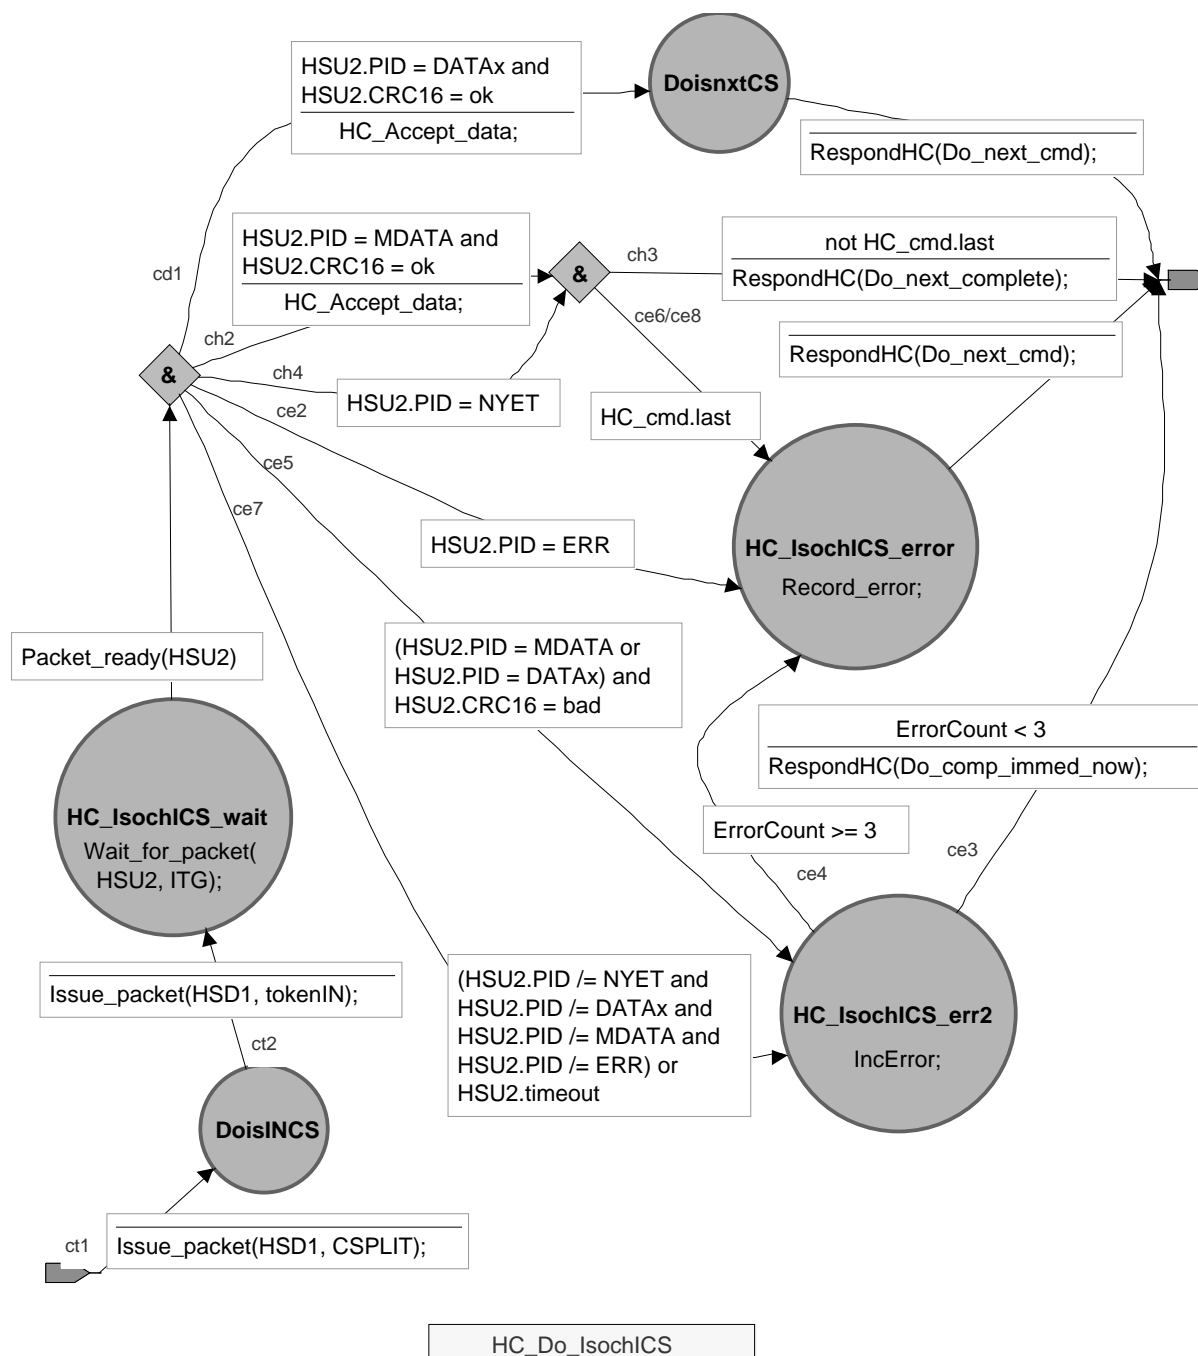 HSU2.PID = DATAx and
HSU2.CRC16 = ok
HC_Accept_data;
DoisnxtCS
RespondHC(Do_next_cmd);
cd1
HSU2.PID = MDATA and
HSU2.CRC16 = ok
HC_Accept_data;
&
ch3
not HC_cmd.last
RespondHC(Do_next_complete);
ce6/ce8
RespondHC(Do_next_cmd);
ch2
&
ch4
HSU2.PID = NYET
ce2
HC_cmd.last
ce5
ce7
HSU2.PID = ERR
HC_IsochICS_error
Record_error;
Packet_ready(HSU2)
(HSU2.PID = MDATA or
HSU2.PID = DATAx) and
HSU2.CRC16 = bad
ErrorCount < 3
RespondHC(Do_comp_immed_now);
HC_IsochICS_wait
Wait_for_packet(
HSU2, ITG);
ErrorCount >= 3
ce3
ce4
Issue_packet(HSD1, tokenIN);
(HSU2.PID /= NYET and
HSU2.PID /= DATAx and
HSU2.PID /= MDATA and
HSU2.PID /= ERR) or
HSU2.timeout
HC_IsochICS_err2
IncError;
ct2
DoisINCS
ct1
Issue_packet(HSD1, CSPLIT);
HC_Do_IsochICS